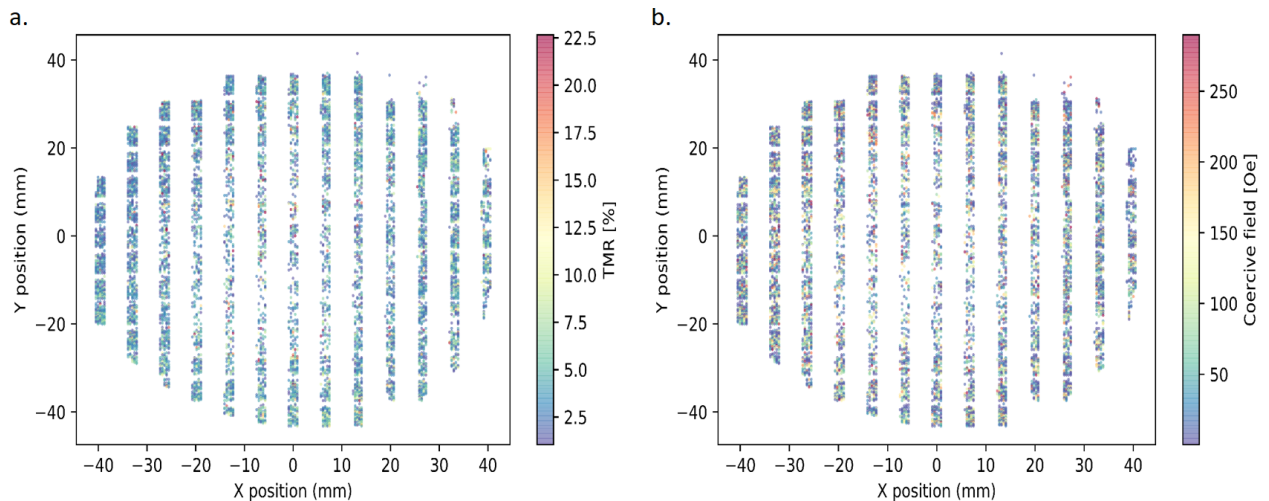 a.
40
20
0
−20
−40
Y position (mm)
−40 −30 −20 −10 0 10 20 30 40
X position (mm)
22.5
20.0
17.5
15.0
12.5
10.0
7.5
5.0
2.5
TMR [%]
b.
40
20
0
−20
−40
Y position (mm)
−40 −30 −20 −10 0 10 20 30 40
X position (mm)
250
200
150
100
50
Coercive field [Oe]